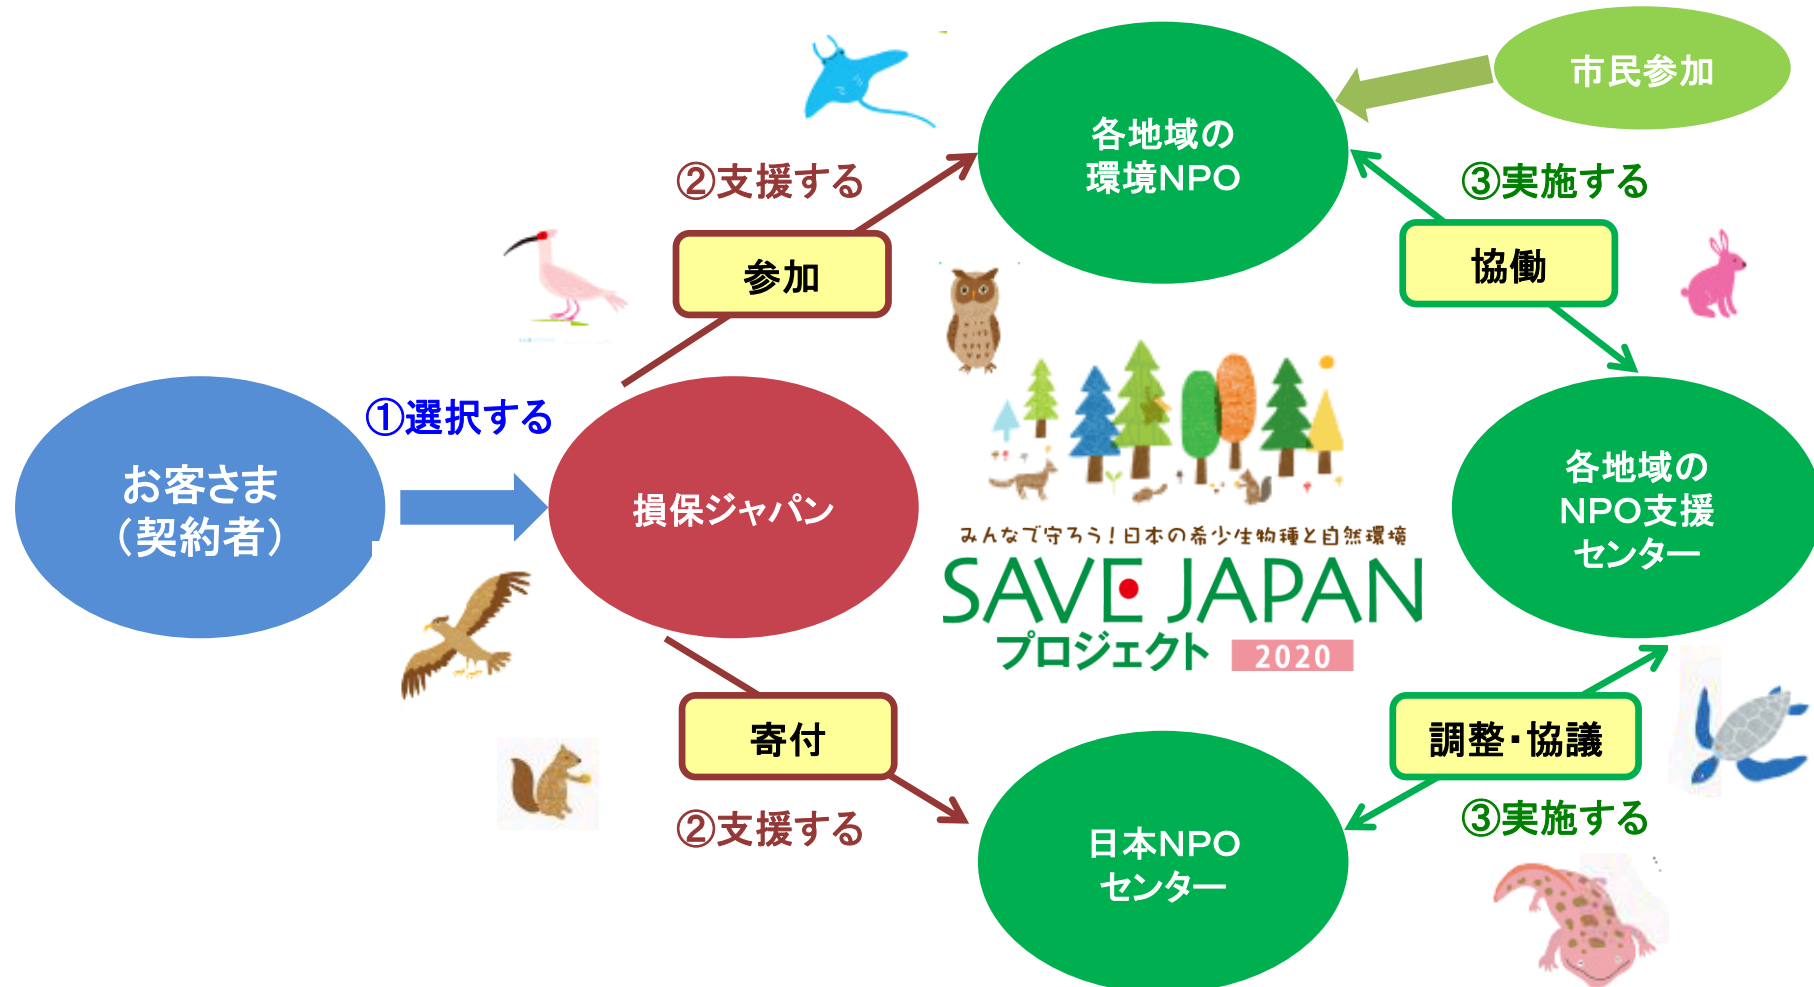 市民参加
各地域の
環境NPO
②支援する
③実施する
参加
協働
①選択する
お客さま
（契約者）
損保ジャパン
各地域の
NPO支援
センター
みんなで守ろう！日本の希少生物種と自然環境
SAVE JAPAN
プロジェクト 2020
寄付
調整・協議
②支援する
③実施する
日本NPO
センター